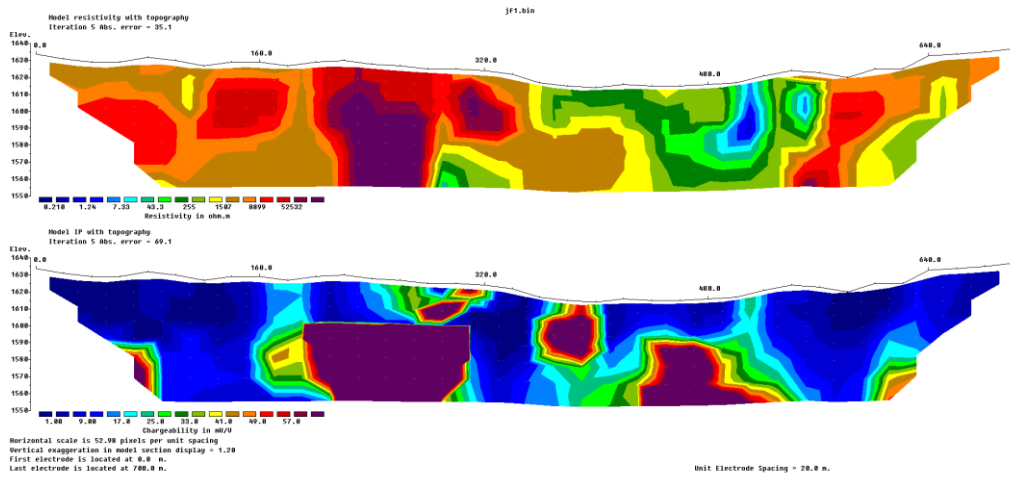 jf1.bin
Model resistivity with topography
Iteration 5 Abs. error = 35.1
Elev.
1640 0.0
160.0
320.0
480.0
640.0
1630
1620
1610
1600
1590
1580
1570
1560
1550
0.210 1.24 7.33 43.3 255 1507 8899 52532
Resistivity in ohm.m
Model IP with topography
Iteration 5 Abs. error = 69.1
Elev.
1640 0.0
160.0
320.0
480.0
640.0
1630
1620
1610
1600
1590
1580
1570
1560
1550
1.00 9.00 17.0 25.0 33.0 41.0 49.0 57.0
Chargeability in mV/V
Horizontal scale is 52.98 pixels per unit spacing
Vertical exaggeration in model section display = 1.20
First electrode is located at 0.0 m.
Last electrode is located at 700.0 m.
Unit Electrode Spacing = 20.0 m.